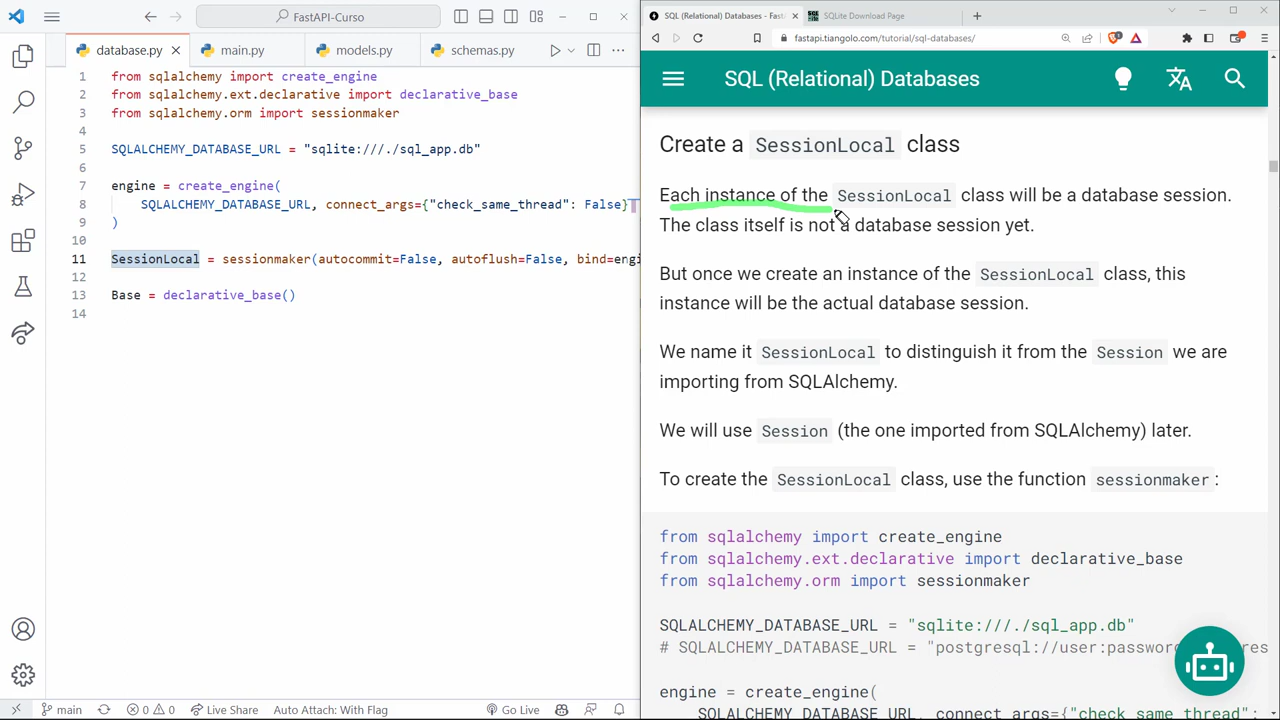 FastAPI-Curso
database.py
main.py
models.py
schemas.py
1 from sqlalchemy import create_engine
2 from sqlalchemy.ext.declarative import declarative_base
3 from sqlalchemy.orm import sessionmaker
4
5 SQLALCHEMY_DATABASE_URL = "sqlite:///./sql_app.db"
6
7 engine = create_engine(
8 SQLALCHEMY_DATABASE_URL, connect_args={"check_same_thread": False}
9 )
10
11 SessionLocal = sessionmaker(autocommit=False, autoflush=False, bind=engi
12
13 Base = declarative_base()
14
main
0
0
Live Share
Auto Attach: With Flag
Go Live
SQL (Relational) Databases - Fast
SQLite Download Page
fastapi.tiangolo.com/tutorial/sql-databases/
SQL (Relational) Databases
Create a SessionLocal class
Each instance of the SessionLocal class will be a database session.
The class itself is not a database session yet.
But once we create an instance of the SessionLocal class, this
instance will be the actual database session.
We name it SessionLocal to distinguish it from the Session we are
importing from SQLAlchemy.
We will use Session (the one imported from SQLAlchemy) later.
To create the SessionLocal class, use the function sessionmaker:
from sqlalchemy import create_engine
from sqlalchemy.ext.declarative import declarative_base
from sqlalchemy.orm import sessionmaker
SQLALCHEMY_DATABASE_URL = "sqlite:///./sql_app.db"
# SQLALCHEMY_DATABASE_URL = "postgresql://user:passwor
engine = create_engine(
SQLALCHEMY_DATABASE_URL, connect_args={"check_same_thread":